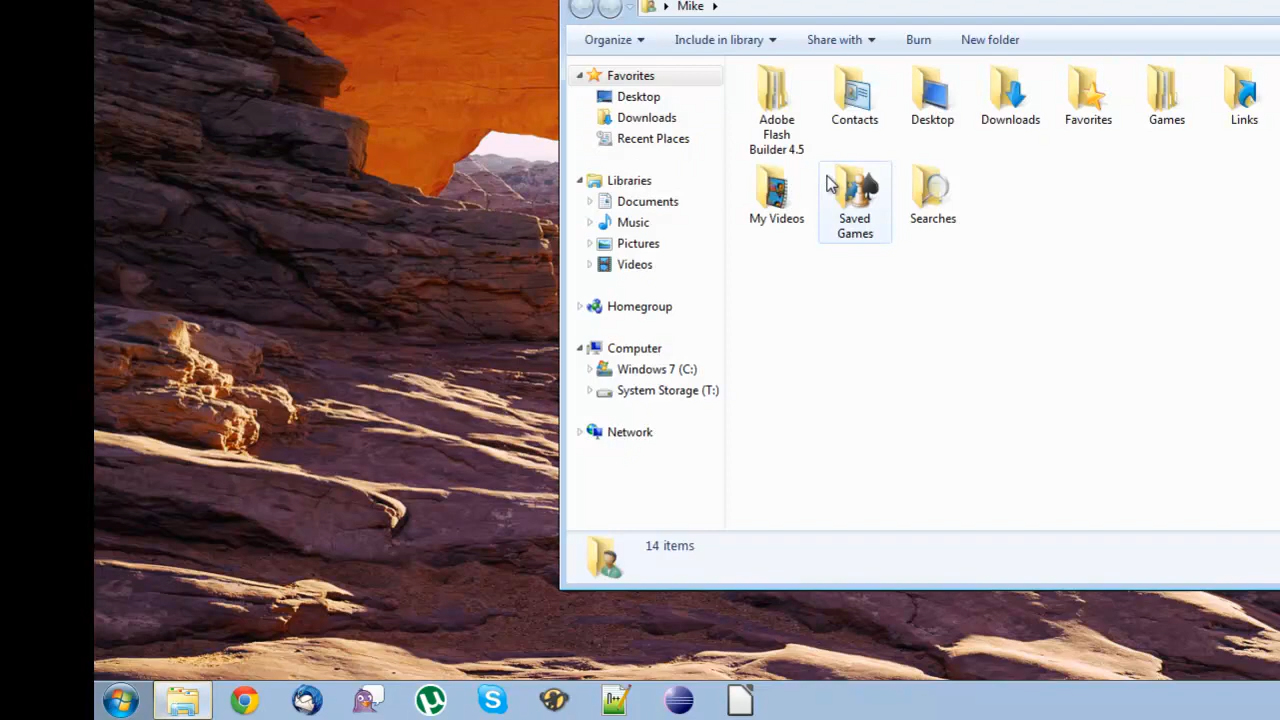 Mike
Organize Include in library Share with Burn New folder
Favorites
Desktop
Downloads
Recent Places
Libraries
Documents
Music
Pictures
Videos
Homegroup
Computer
Windows 7 (C:)
System Storage (T:)
Network
Adobe Flash Builder 4.5
Contacts
Desktop
Downloads
Favorites
Games
Links
My Videos
Saved Games
Searches
14 items